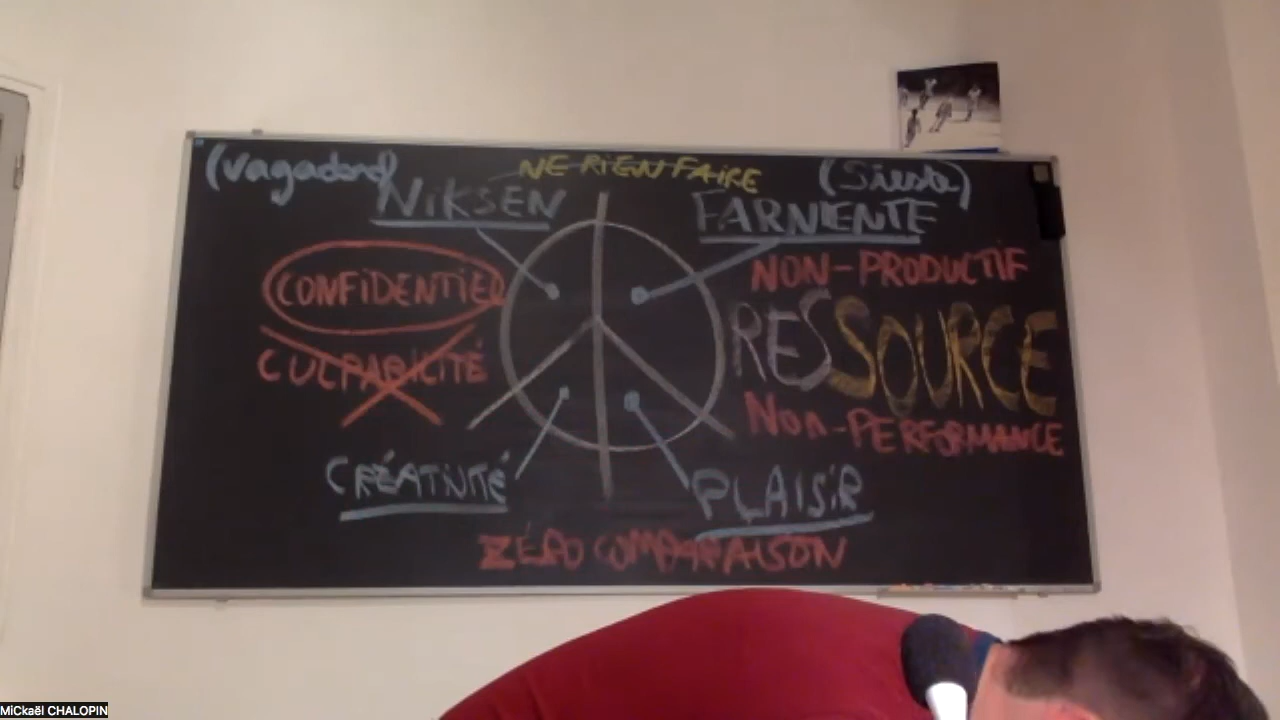 (vagabond)
NE RIEN FAIRE
(Sieste)
NIKSEN
FARNIENTE
CONFIDENTIEL
NON-PRODUCTIF
RESSOURCE
CULPABILITÉ
Non-PERFORMANCE
CRÉATIVITÉ
PLAISIR
ZÉRO COMPARAISON
MiCkaël CHALOPIN